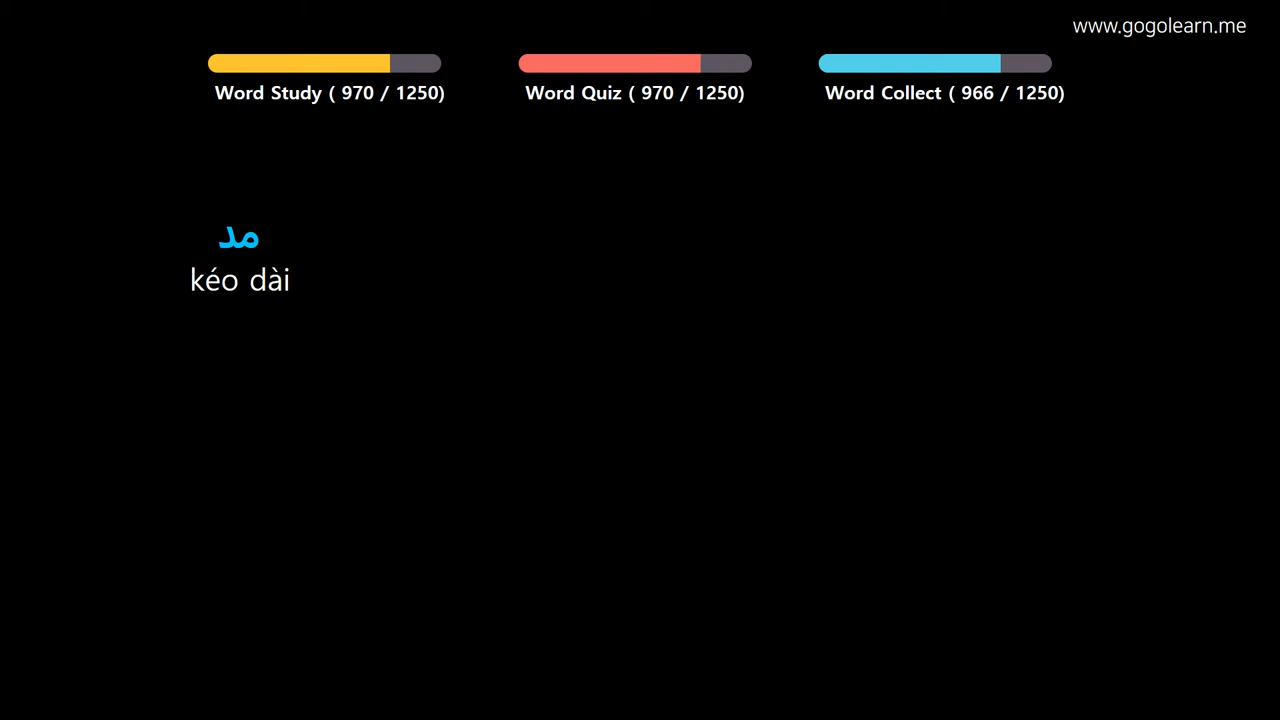 www.gogolearn.me
Word Study ( 970 / 1250)
Word Quiz ( 970 / 1250)
Word Collect ( 966 / 1250)
مد
kéo dài